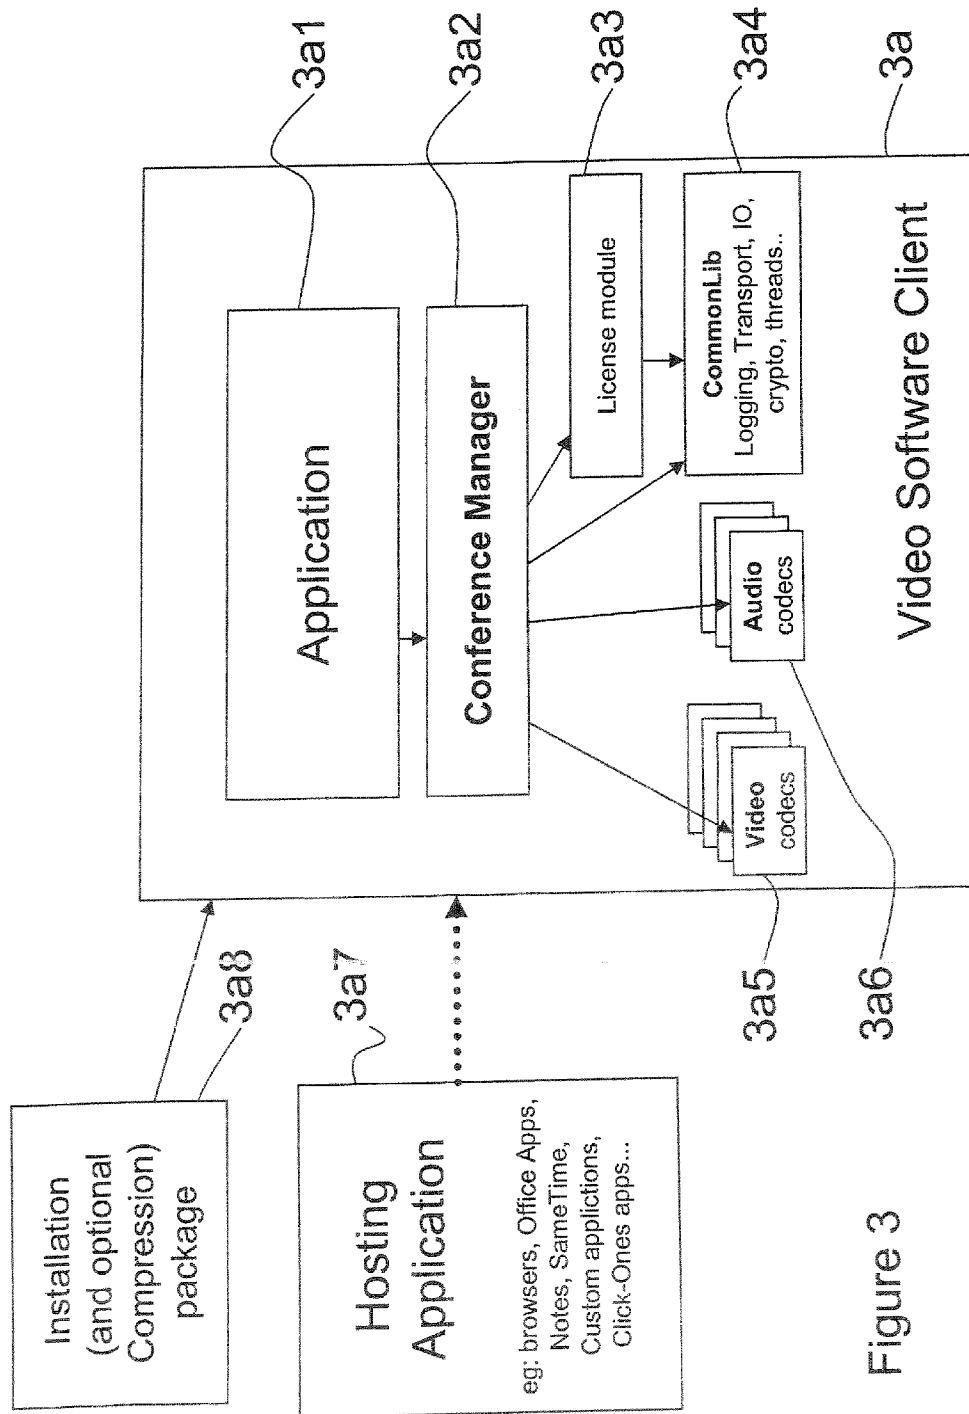 Installation
(and optional
Compression)
package
3a8
Hosting
Application
eg: browsers, Office Apps,
Notes, SameTime,
Custom applictions,
Click-Ones apps...
3a7
Application
3a1
Conference Manager
3a2
License module
3a3
CommonLib
Logging, Transport, IO,
crypto, threads..
3a4
Video
codecs
3a5
Audio
codecs
3a6
Video Software Client
3a
Figure 3